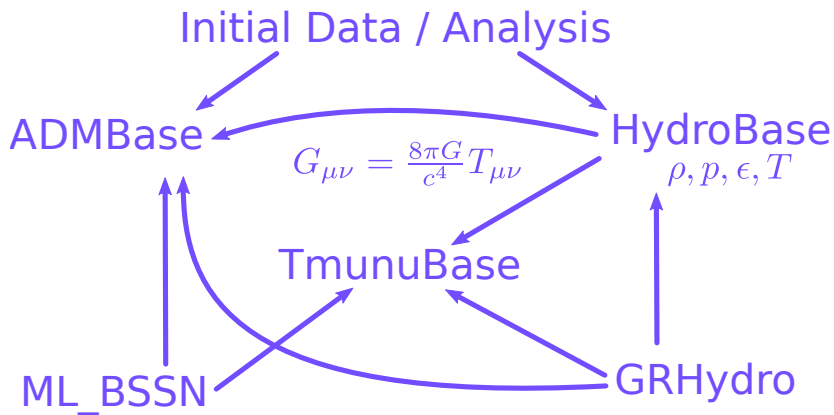 Initial Data / Analysis
ADMBase
HydroBase
G_{μν} = \frac{8πG}{c^4} T_{μν}
ρ, p, ϵ, T
TmunuBase
ML_BSSN
GRHydro